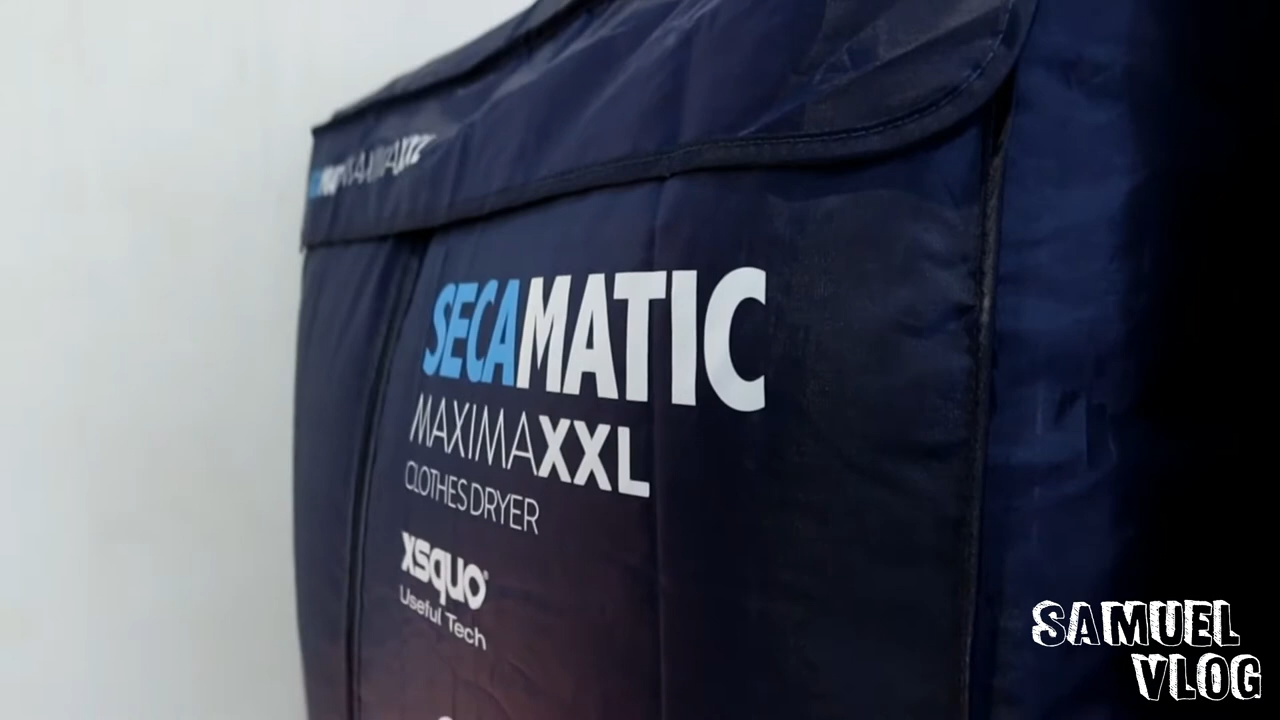 SECAMATIC
MAXIMAXXL
CLOTHES DRYER
xsquo®
Useful Tech
SAMUEL
VLOG